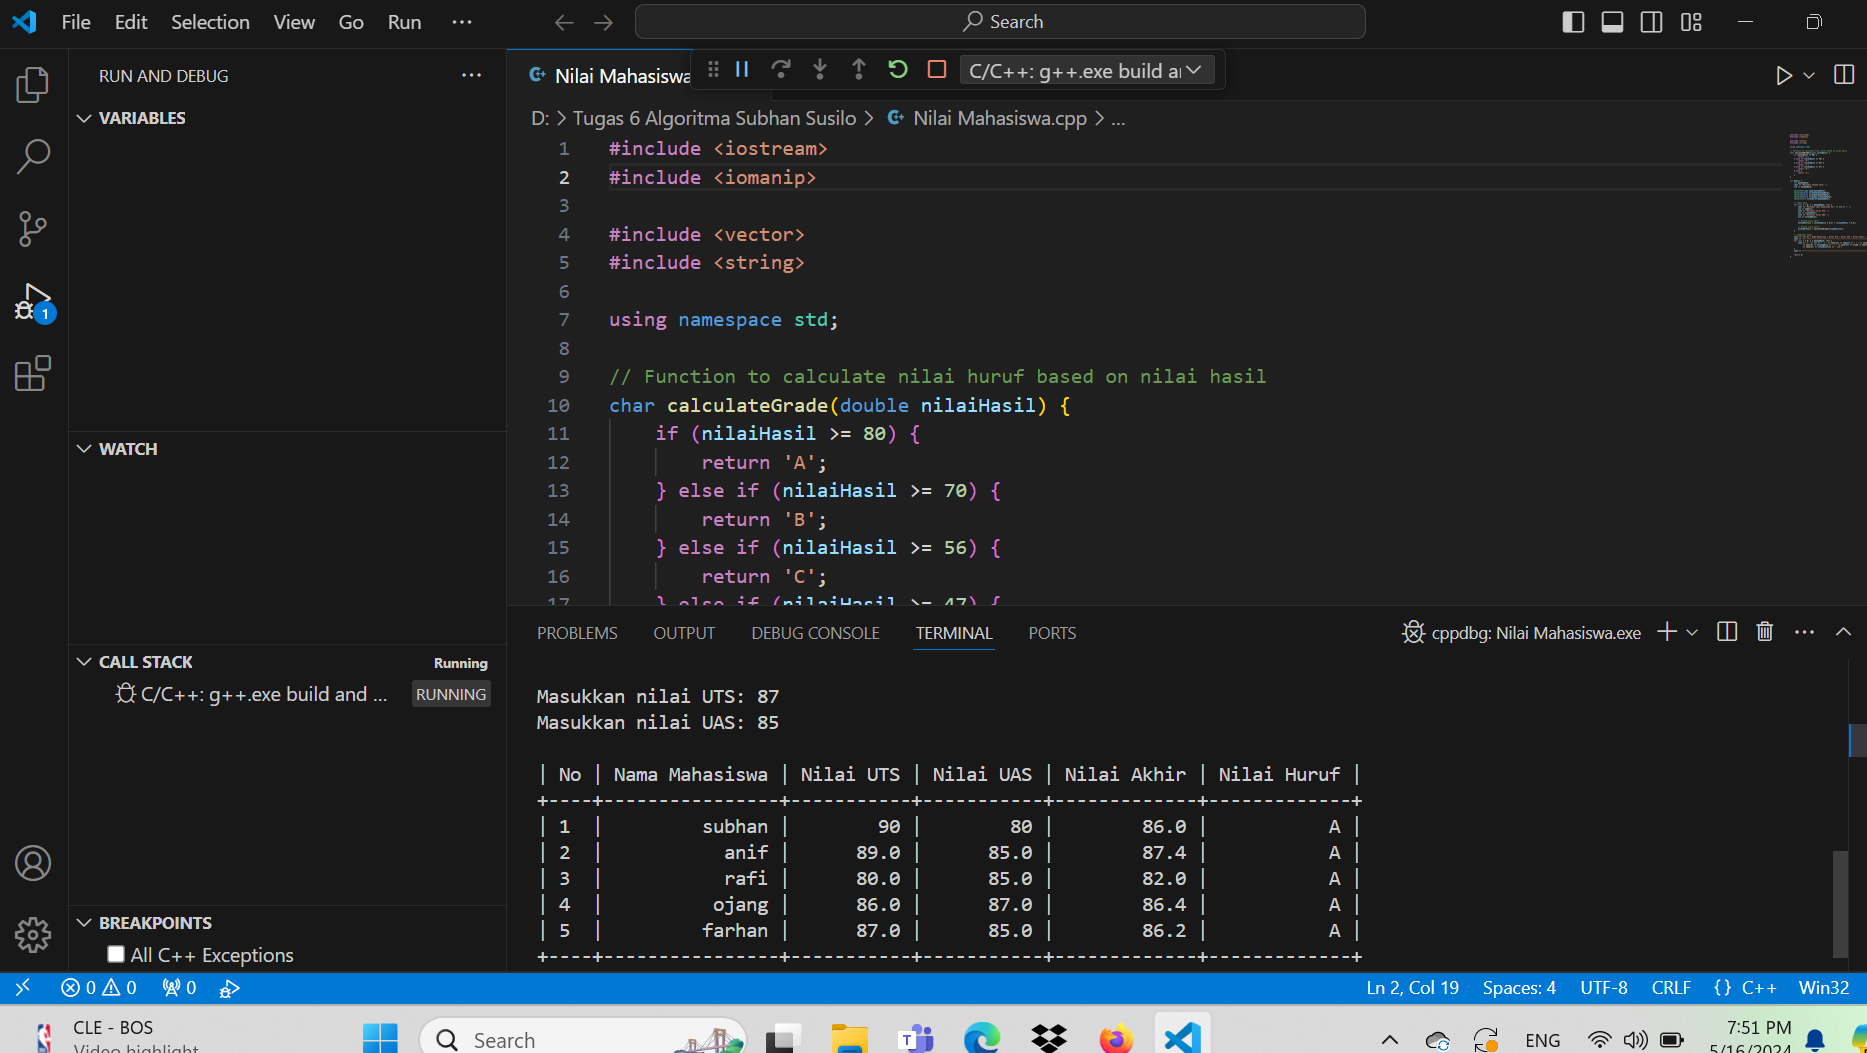 File Edit Selection View Go Run ...
Search
RUN AND DEBUG ...
Nilai Mahasiswa
C/C++: g++.exe build a
VARIABLES
D: > Tugas 6 Algoritma Subhan Susilo > Nilai Mahasiswa.cpp > ...
1 #include <iostream>
2 #include <iomanip>
3
4 #include <vector>
5 #include <string>
6
7 using namespace std;
8
9 // Function to calculate nilai huruf based on nilai hasil
10 char calculateGrade(double nilaiHasil) {
11 if (nilaiHasil >= 80) {
12 return 'A';
13 } else if (nilaiHasil >= 70) {
14 return 'B';
15 } else if (nilaiHasil >= 56) {
16 return 'C';
17 } else if (nilaiHasil >= 47) {
1
WATCH
CALL STACK Running
C/C++: g++.exe build and ... RUNNING
BREAKPOINTS
All C++ Exceptions
PROBLEMS OUTPUT DEBUG CONSOLE TERMINAL PORTS
cppdbg: Nilai Mahasiswa.exe
Masukkan nilai UTS: 87
Masukkan nilai UAS: 85
| No | Nama Mahasiswa | Nilai UTS | Nilai UAS | Nilai Akhir | Nilai Huruf |
+----+----------------+-----------+-----------+-------------+-------------+
| 1 | subhan | 90 | 80 | 86.0 | A |
| 2 | anif | 89.0 | 85.0 | 87.4 | A |
| 3 | rafi | 80.0 | 85.0 | 82.0 | A |
| 4 | ojang | 86.0 | 87.0 | 86.4 | A |
| 5 | farhan | 87.0 | 85.0 | 86.2 | A |
+----+----------------+-----------+-----------+-------------+-------------+
0 0 0
Ln 2, Col 19 Spaces: 4 UTF-8 CRLF {} C++ Win32
CLE - BOS
Video highlight
Search
ENG
7:51 PM
5/16/2024